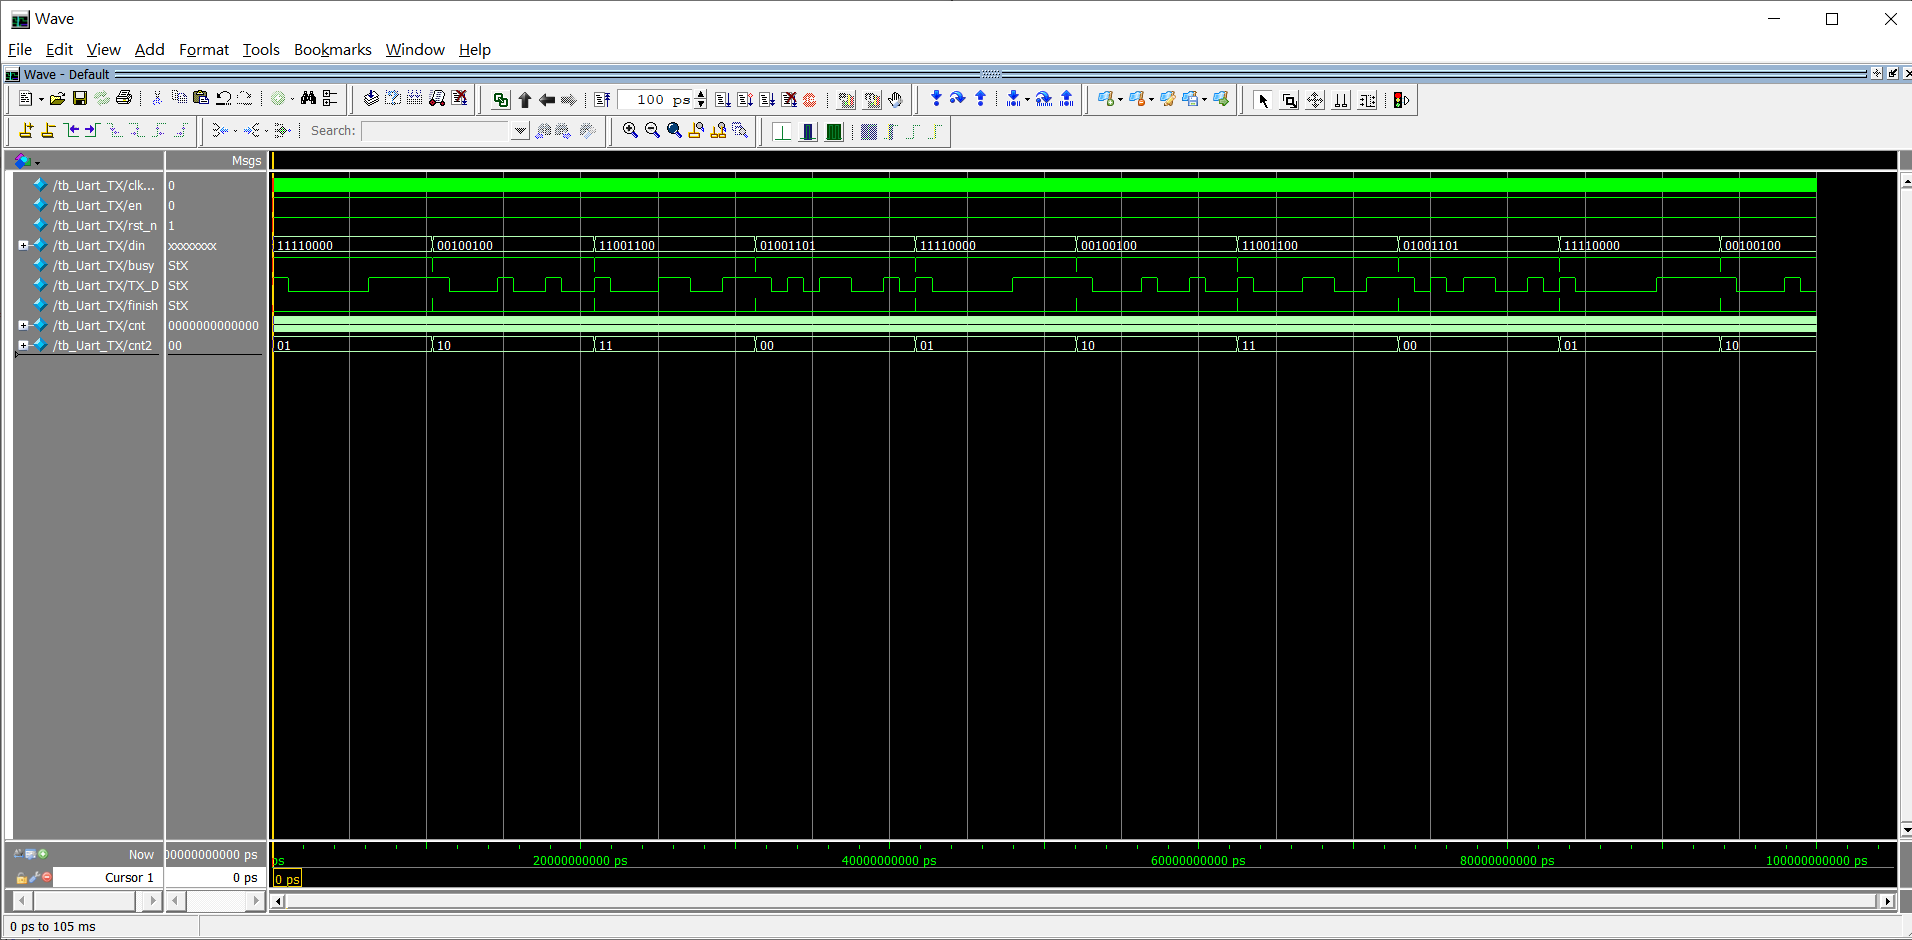 Wave
File Edit View Add Format Tools Bookmarks Window Help
Wave - Default
100 ps
Search:
Msgs
/tb_Uart_TX/clk... 0
/tb_Uart_TX/en 0
/tb_Uart_TX/rst_n 1
/tb_Uart_TX/din xxxxxxxx 11110000 00100100 11001100 01001101 11110000 00100100 11001100 01001101 11110000 00100100
/tb_Uart_TX/busy StX
/tb_Uart_TX/TX_D StX
/tb_Uart_TX/finish StX
/tb_Uart_TX/cnt 0000000000000
/tb_Uart_TX/cnt2 00 01 10 11 00 01 10 11 00 01 10
Now 00000000000 ps ps 20000000000 ps 40000000000 ps 60000000000 ps 80000000000 ps 100000000000 ps
Cursor 1 0 ps 0 ps
0 ps to 105 ms